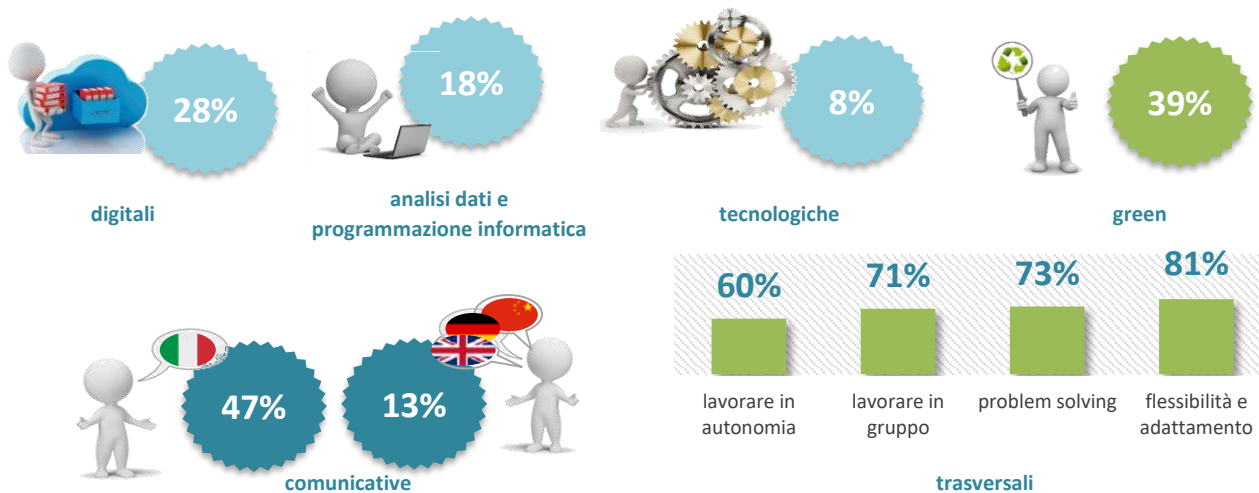 28%
digitali
18%
analisi dati e
programmazione informatica
8%
tecnologiche
39%
green
47%
13%
comunicative
60%
71%
73%
81%
lavorare in
autonomia
lavorare in
gruppo
problem solving
flessibilità e
adattamento
trasversali